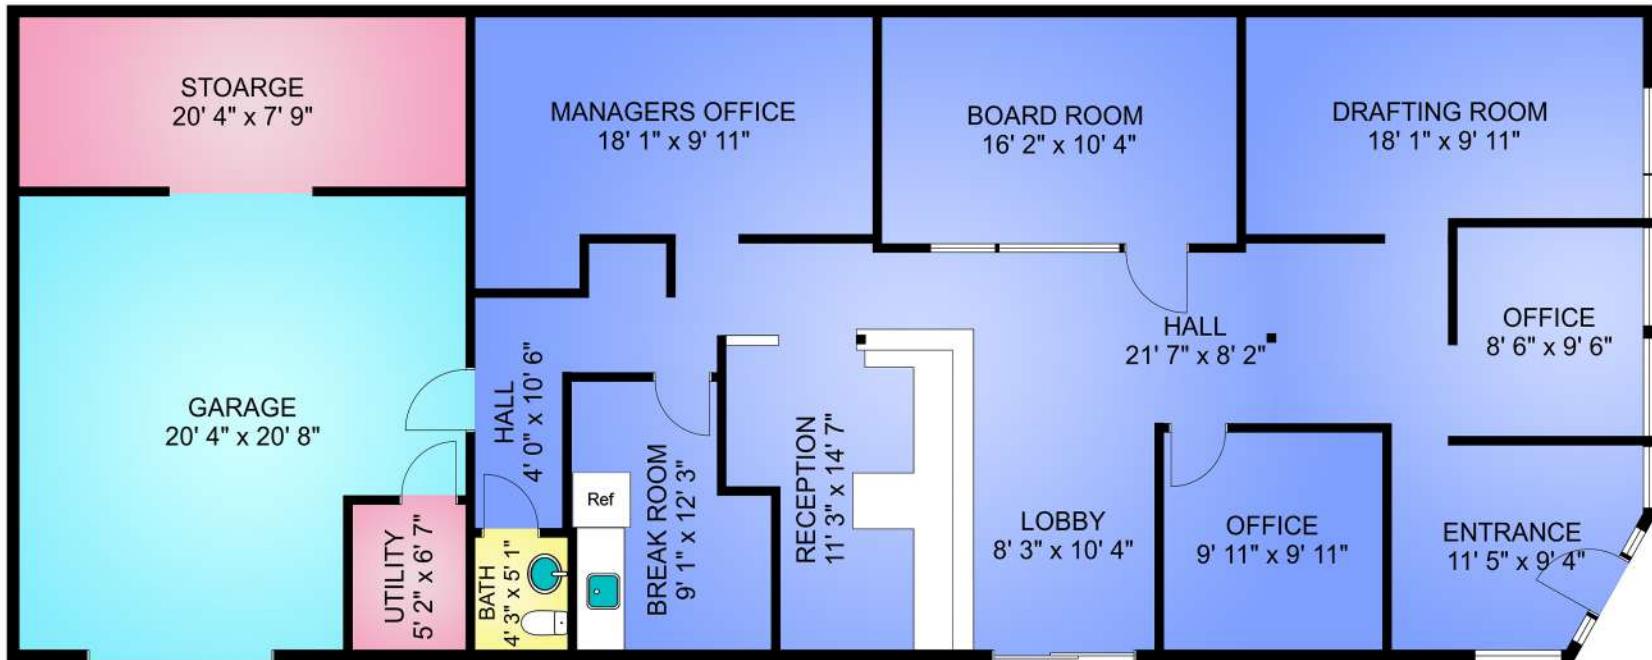 STOARGE
20' 4" x 7' 9"
MANAGERS OFFICE
18' 1" x 9' 11"
BOARD ROOM
16' 2" x 10' 4"
DRAFTING ROOM
18' 1" x 9' 11"
OFFICE
8' 6" x 9' 6"
HALL
21' 7" x 8' 2"
GARAGE
20' 4" x 20' 8"
HALL
4' 0" x 10' 6"
RECEPTION
11' 3" x 14' 7"
Ref
BREAK ROOM
9' 1" x 12' 3"
LOBBY
8' 3" x 10' 4"
OFFICE
9' 11" x 9' 11"
ENTRANCE
11' 5" x 9' 4"
UTILITY
5' 2" x 6' 7"
BATH
4' 3" x 5' 1"